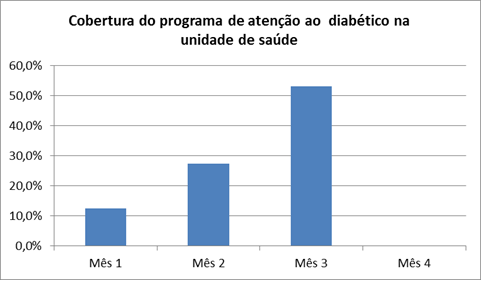 Cobertura do programa de atenção ao  diabético na
unidade de saúde
60,0%
50,0%
40,0%
30,0%
20,0%
10,0%
0,0%
Mês 1 Mês 2 Mês 3 Mês 4